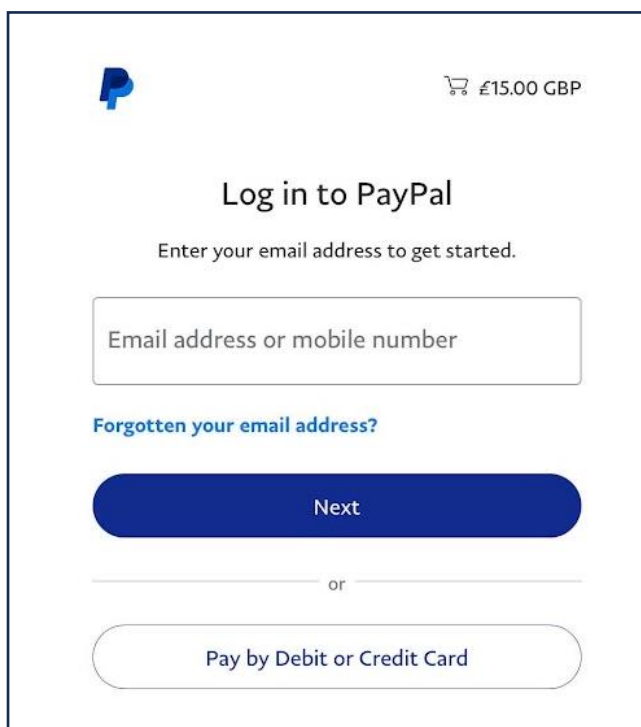 £15.00 GBP
Log in to PayPal
Enter your email address to get started.
Email address or mobile number
Forgotten your email address?
Next
or
Pay by Debit or Credit Card